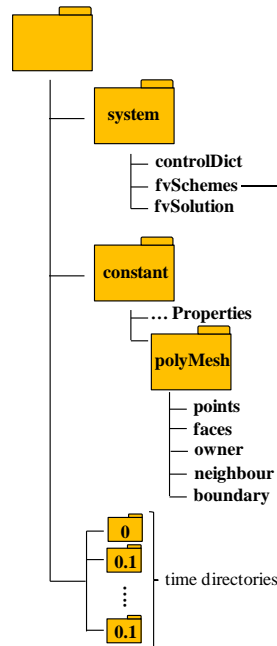 system
controlDict
fvSchemes
fvSolution
constant
... Properties
polyMesh
points
faces
owner
neighbour
boundary
0
0.1
0.1
time directories